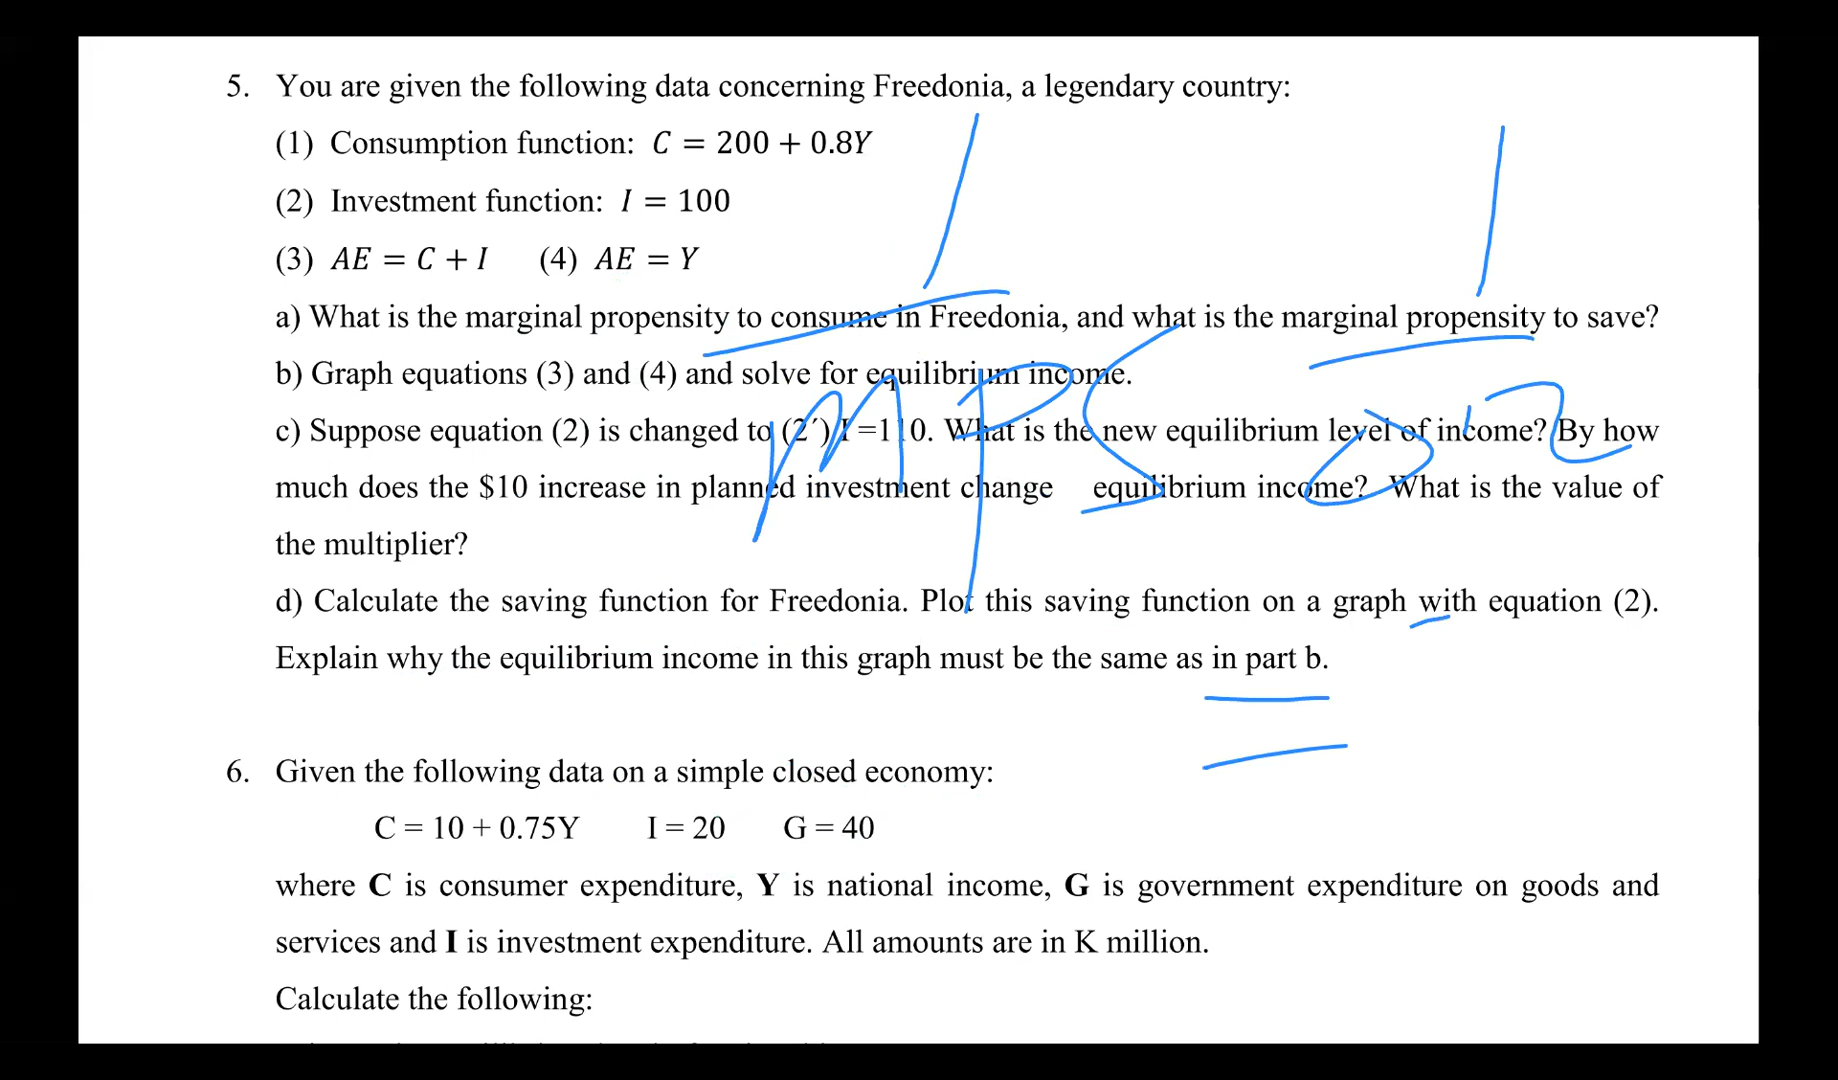 5. You are given the following data concerning Freedonia, a legendary country:
(1) Consumption function: C = 200 + 0.8Y
(2) Investment function: I = 100
(3) AE = C + I (4) AE = Y
a) What is the marginal propensity to consume in Freedonia, and what is the marginal propensity to save?
b) Graph equations (3) and (4) and solve for equilibrium income.
MPS 0.2
c) Suppose equation (2) is changed to (2´) I =110. What is the new equilibrium level of income? By how
much does the $10 increase in planned investment change equilibrium income? What is the value of
the multiplier?
d) Calculate the saving function for Freedonia. Plot this saving function on a graph with equation (2).
Explain why the equilibrium income in this graph must be the same as in part b.
6. Given the following data on a simple closed economy:
C = 10 + 0.75Y I = 20 G = 40
where C is consumer expenditure, Y is national income, G is government expenditure on goods and
services and I is investment expenditure. All amounts are in K million.
Calculate the following: